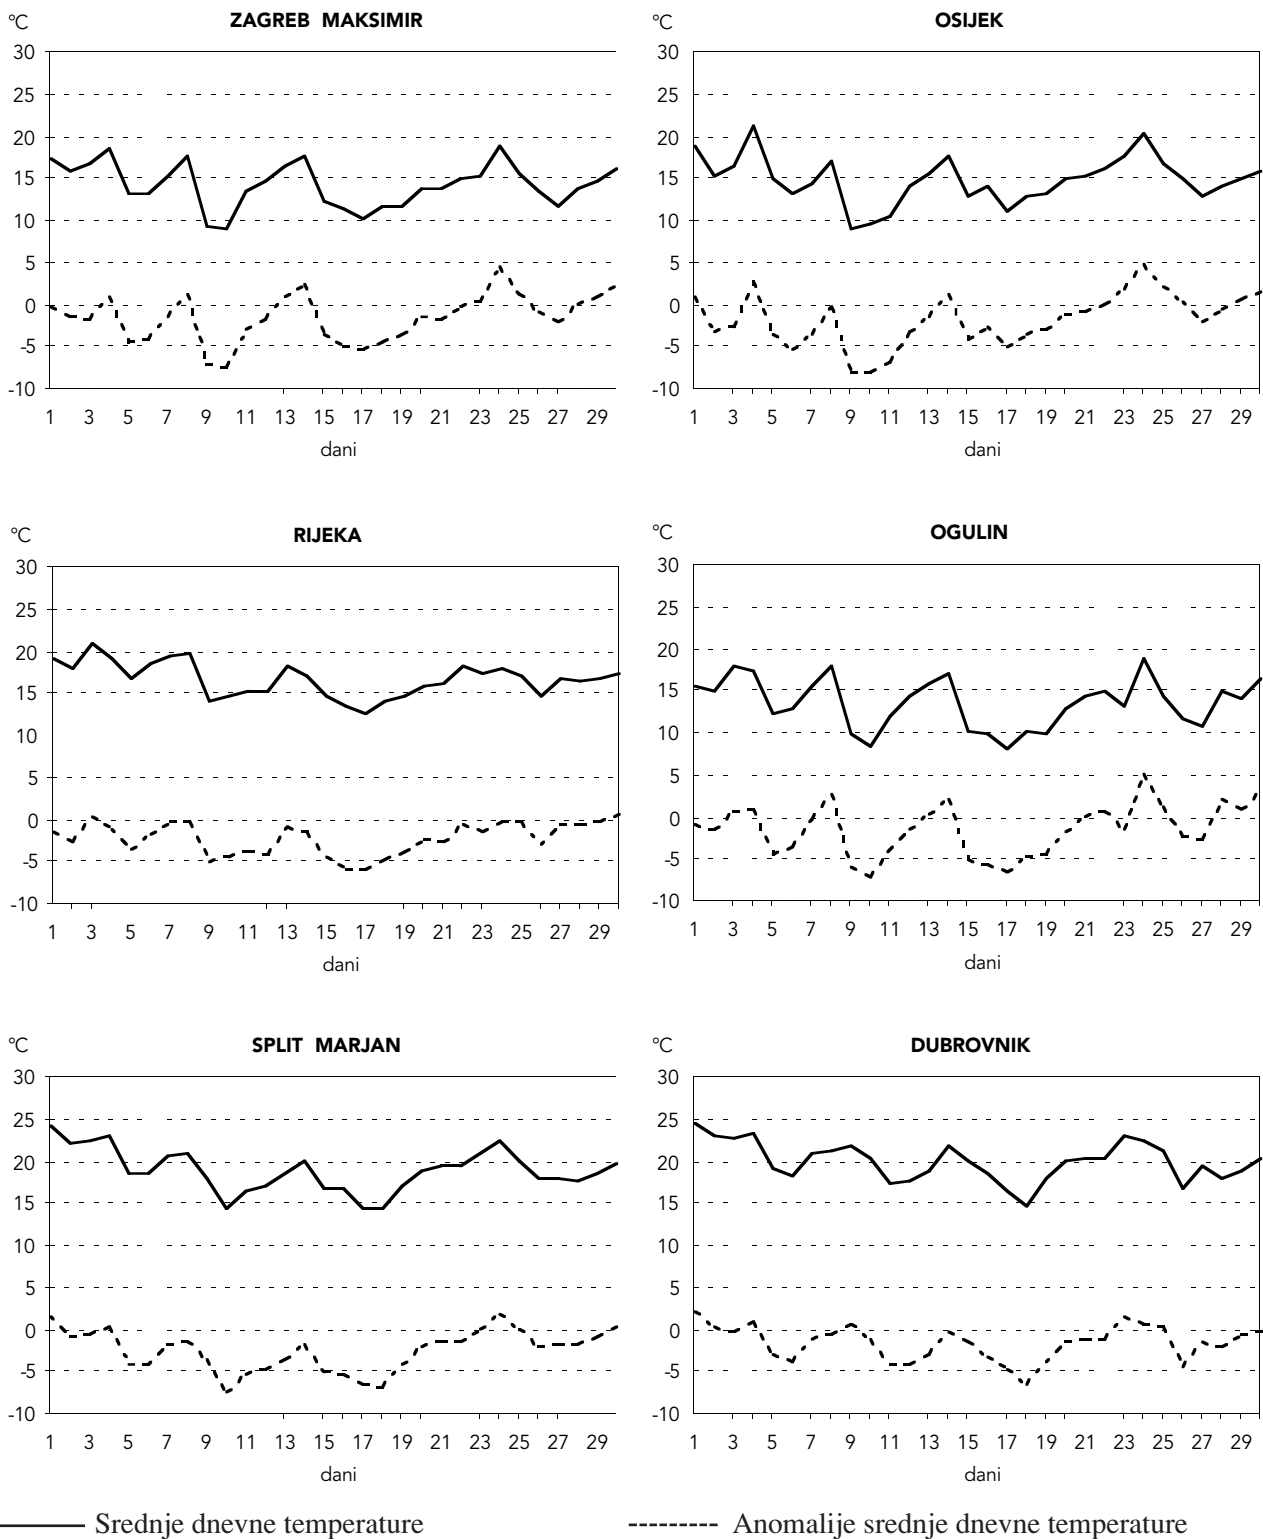 °C ZAGREB MAKSIMIR
30
25
20
15
10
5
0
-5
-10
1 3 5 7 9 11 13 15 17 19 21 23 25 27 29
dani
°C OSIJEK
30
25
20
15
10
5
0
-5
-10
1 3 5 7 9 11 13 15 17 19 21 23 25 27 29
dani
°C RIJEKA
30
25
20
15
10
5
0
-5
-10
1 3 5 7 9 11 13 15 17 19 21 23 25 27 29
dani
°C OGULIN
30
25
20
15
10
5
0
-5
-10
1 3 5 7 9 11 13 15 17 19 21 23 25 27 29
dani
°C SPLIT MARJAN
30
25
20
15
10
5
0
-5
-10
1 3 5 7 9 11 13 15 17 19 21 23 25 27 29
dani
°C DUBROVNIK
30
25
20
15
10
5
0
-5
-10
1 3 5 7 9 11 13 15 17 19 21 23 25 27 29
dani
Srednje dnevne temperature
Anomalije srednje dnevne temperature